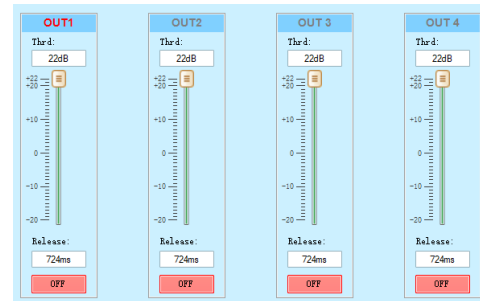 OUT1 OUT2 OUT 3 OUT 4
Thrd: Thrd: Thrd: Thrd:
22dB 22dB 22dB 22dB
+22 +22 +22 +22
+20 +20 +20 +20
+10 +10 +10 +10
0 0 0 0
-10 -10 -10 -10
-20 -20 -20 -20
Release: Release: Release: Release:
724ms 724ms 724ms 724ms
OFF OFF OFF OFF